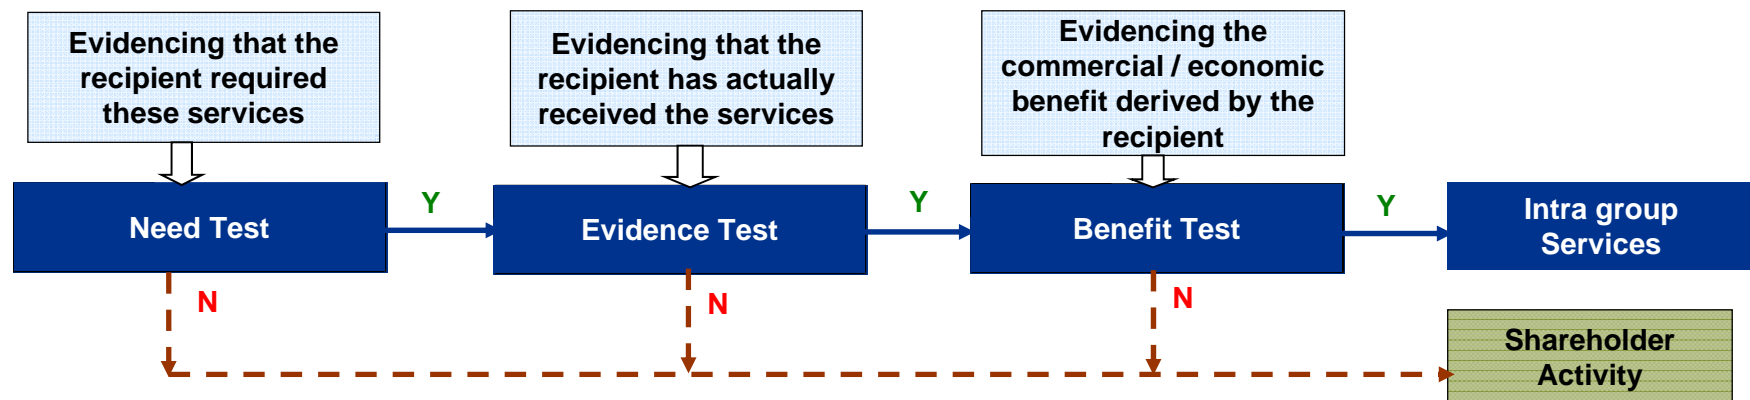 Evidencing that the
recipient required
these services
Evidencing that the
recipient has actually
received the services
Evidencing the
commercial / economic
benefit derived by the
recipient
Need Test
Y
Evidence Test
Y
Benefit Test
Y
Intra group
Services
N
N
N
Shareholder
Activity